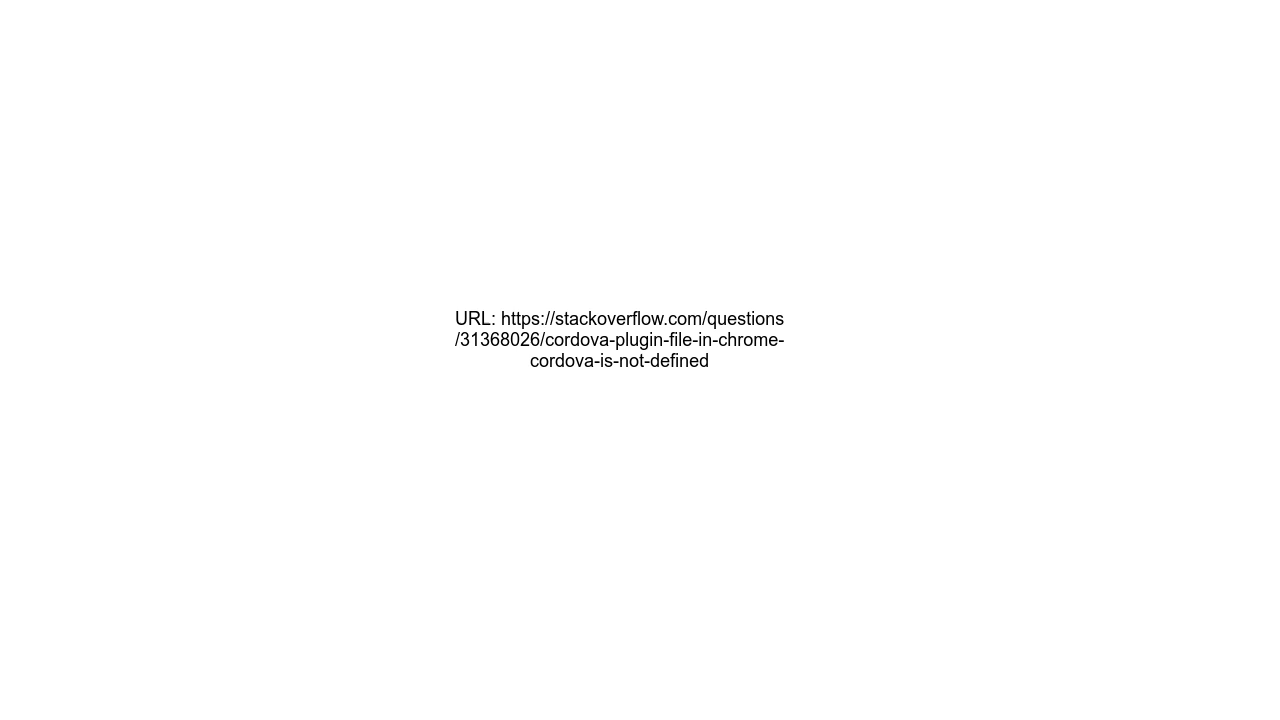 URL: https://stackoverflow.com/questions
/31368026/cordova-plugin-file-in-chrome-
cordova-is-not-defined